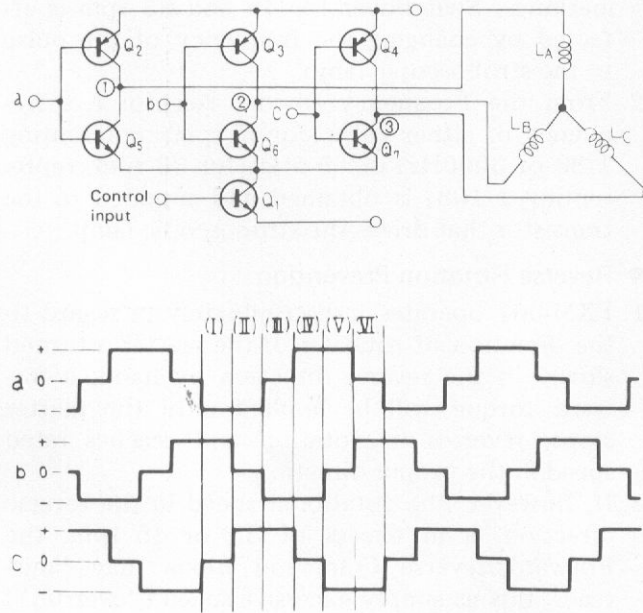 Q2
Q3
Q4
LA
a
1
b
2
C
LB
LC
3
Q5
Q6
Q7
Control
input
Q1
(I) (II) (III) (IV) (V) VI
+
a 0
-
+
b 0
-
+
c 0
-